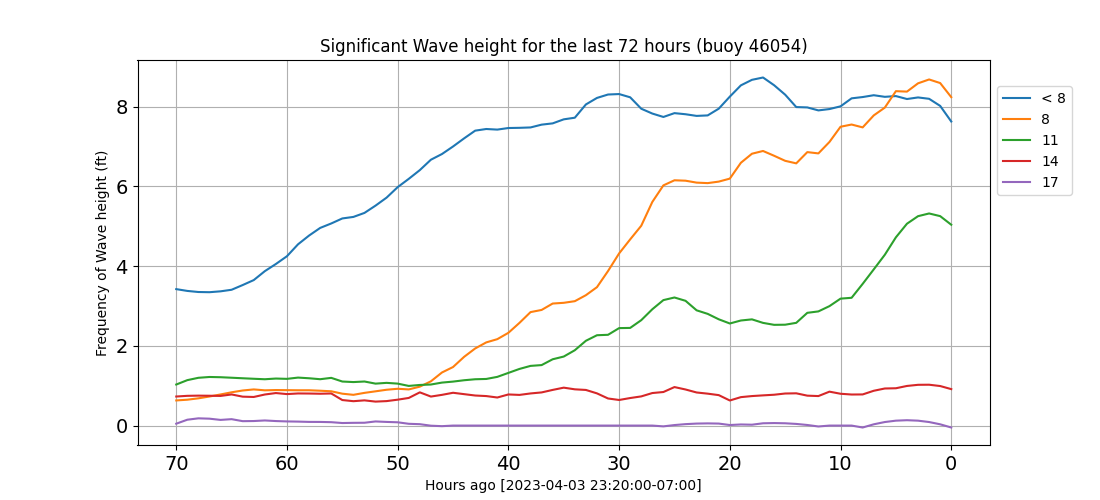 Significant Wave height for the last 72 hours (buoy 46054)
Frequency of Wave height (ft)
8
6
4
2
0
70 60 50 40 30 20 10 0
Hours ago [2023-04-03 23:20:00-07:00]
< 8
8
11
14
17